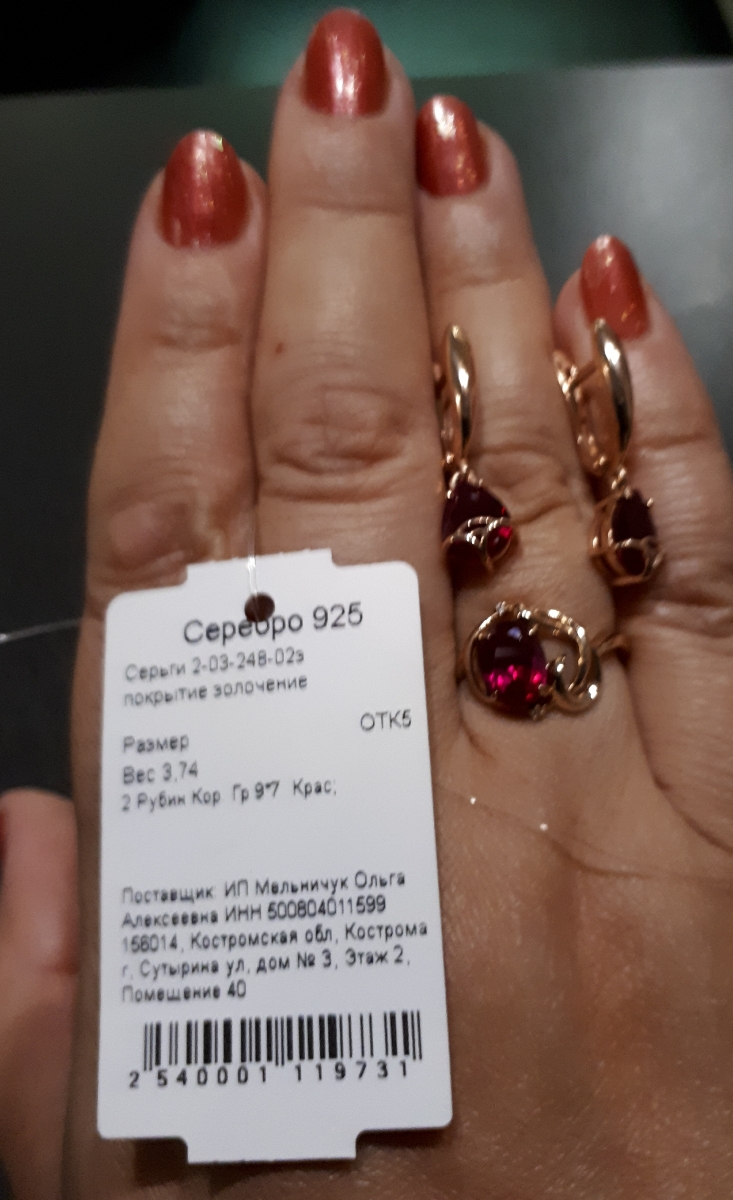 Серебро 925
Серьги 2-03-248-02э
покрытие золочение
ОТК5
Размер
Вес 3,74
2 Рубин Кор Гр 9*7 Крас;
Поставщик: ИП Мельничук Ольга
Алексеевна ИНН 500804011599
156014, Костромская обл, Кострома
г, Сутырина ул, дом № 3, Этаж 2,
Помещение 40
2 540001 119731